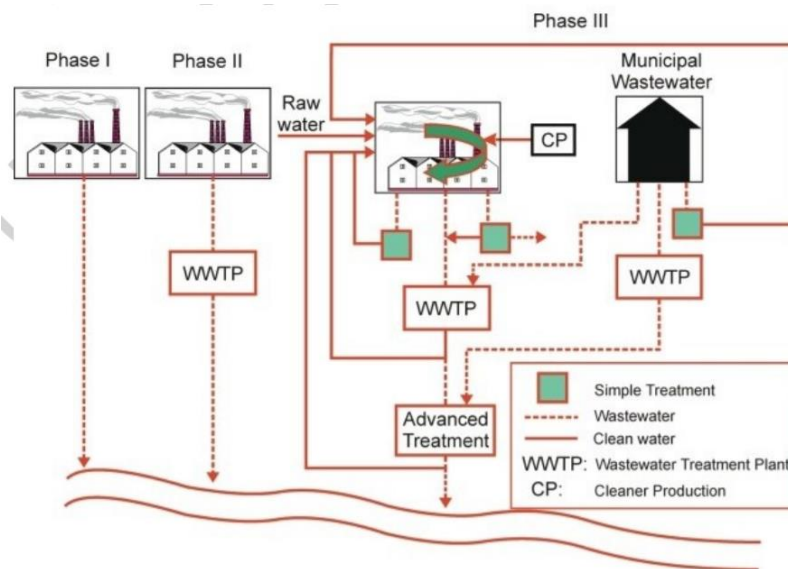 Phase III
Phase I
Phase II
Municipal
Wastewater
Raw
water
CP
WWTP
WWTP
WWTP
Advanced
Treatment
Simple Treatment
Wastewater
Clean water
WWTP: Wastewater Treatment Plant
CP: Cleaner Production